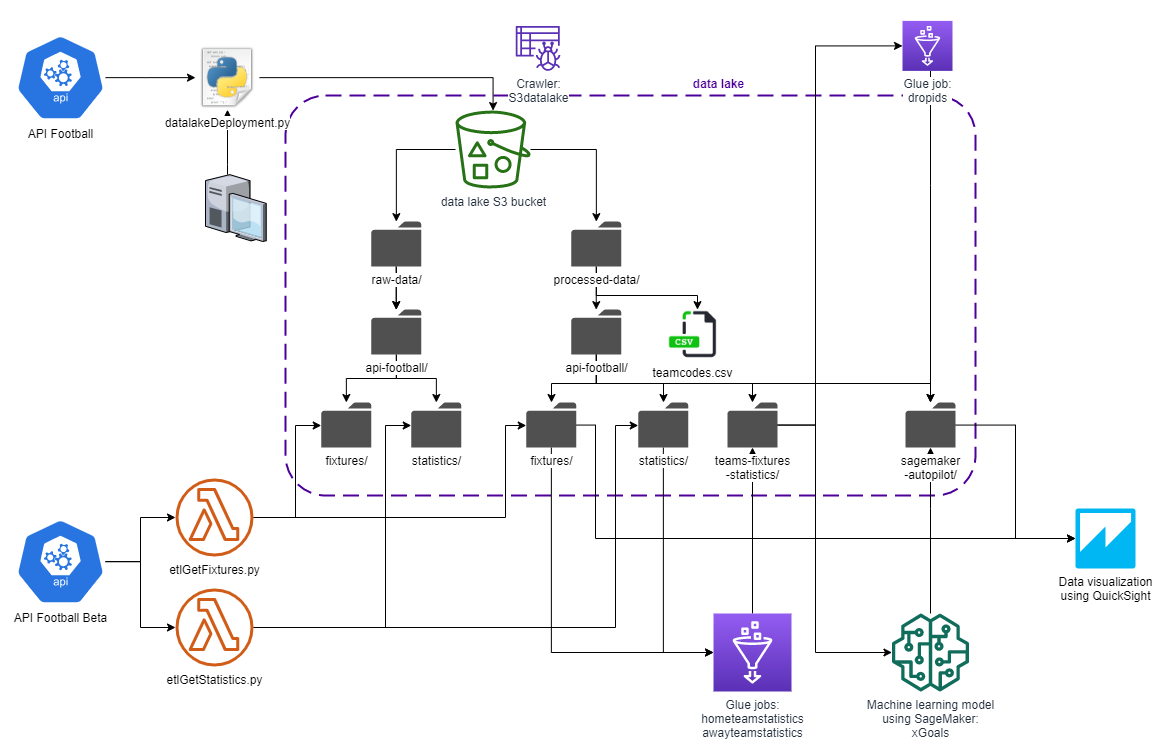 Crawler:
S3datalake
data lake
Glue job:
dropids
api
API Football
datalakeDeployment.py
data lake S3 bucket
raw-data/
processed-data/
api-football/
api-football/
CSV
teamcodes.csv
fixtures/
statistics/
fixtures/
statistics/
teams-fixtures
-statistics/
sagemaker
-autopilot/
etlGetFixtures.py
api
API Football Beta
etlGetStatistics.py
Data visualization
using QuickSight
Glue jobs:
hometeamstatistics
awayteamstatistics
Machine learning model
using SageMaker:
xGoals